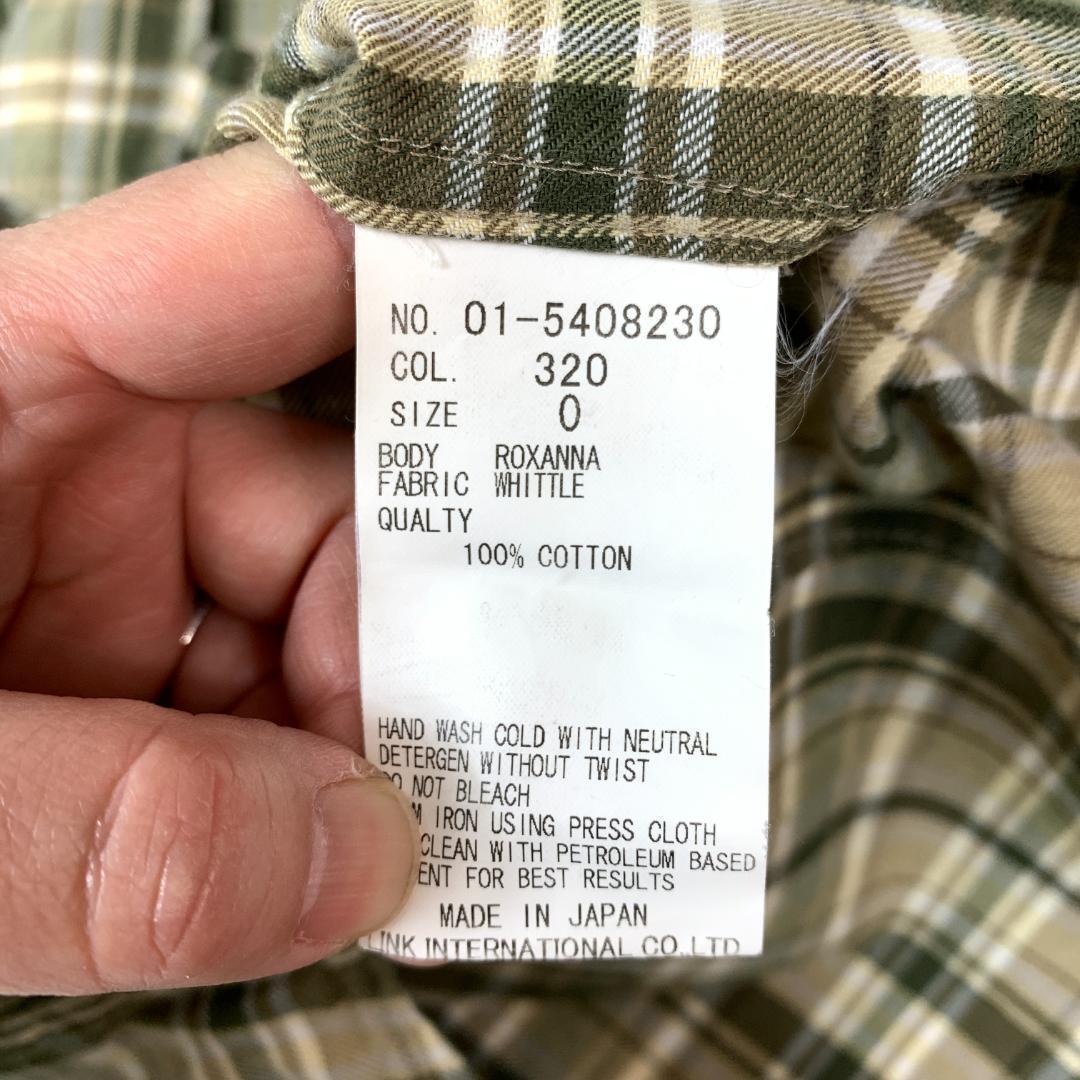 NO. 01-5408230
COL. 320
SIZE 0
BODY ROXANNA
FABRIC WHITTLE
QUALTY
100% COTTON
HAND WASH COLD WITH NEUTRAL
DETERGEN WITHOUT TWIST
DO NOT BLEACH
IRON USING PRESS CLOTH
CLEAN WITH PETROLEUM BASED
FOR BEST RESULTS
MADE IN JAPAN
LINK INTERNATIONAL CO.,LTD